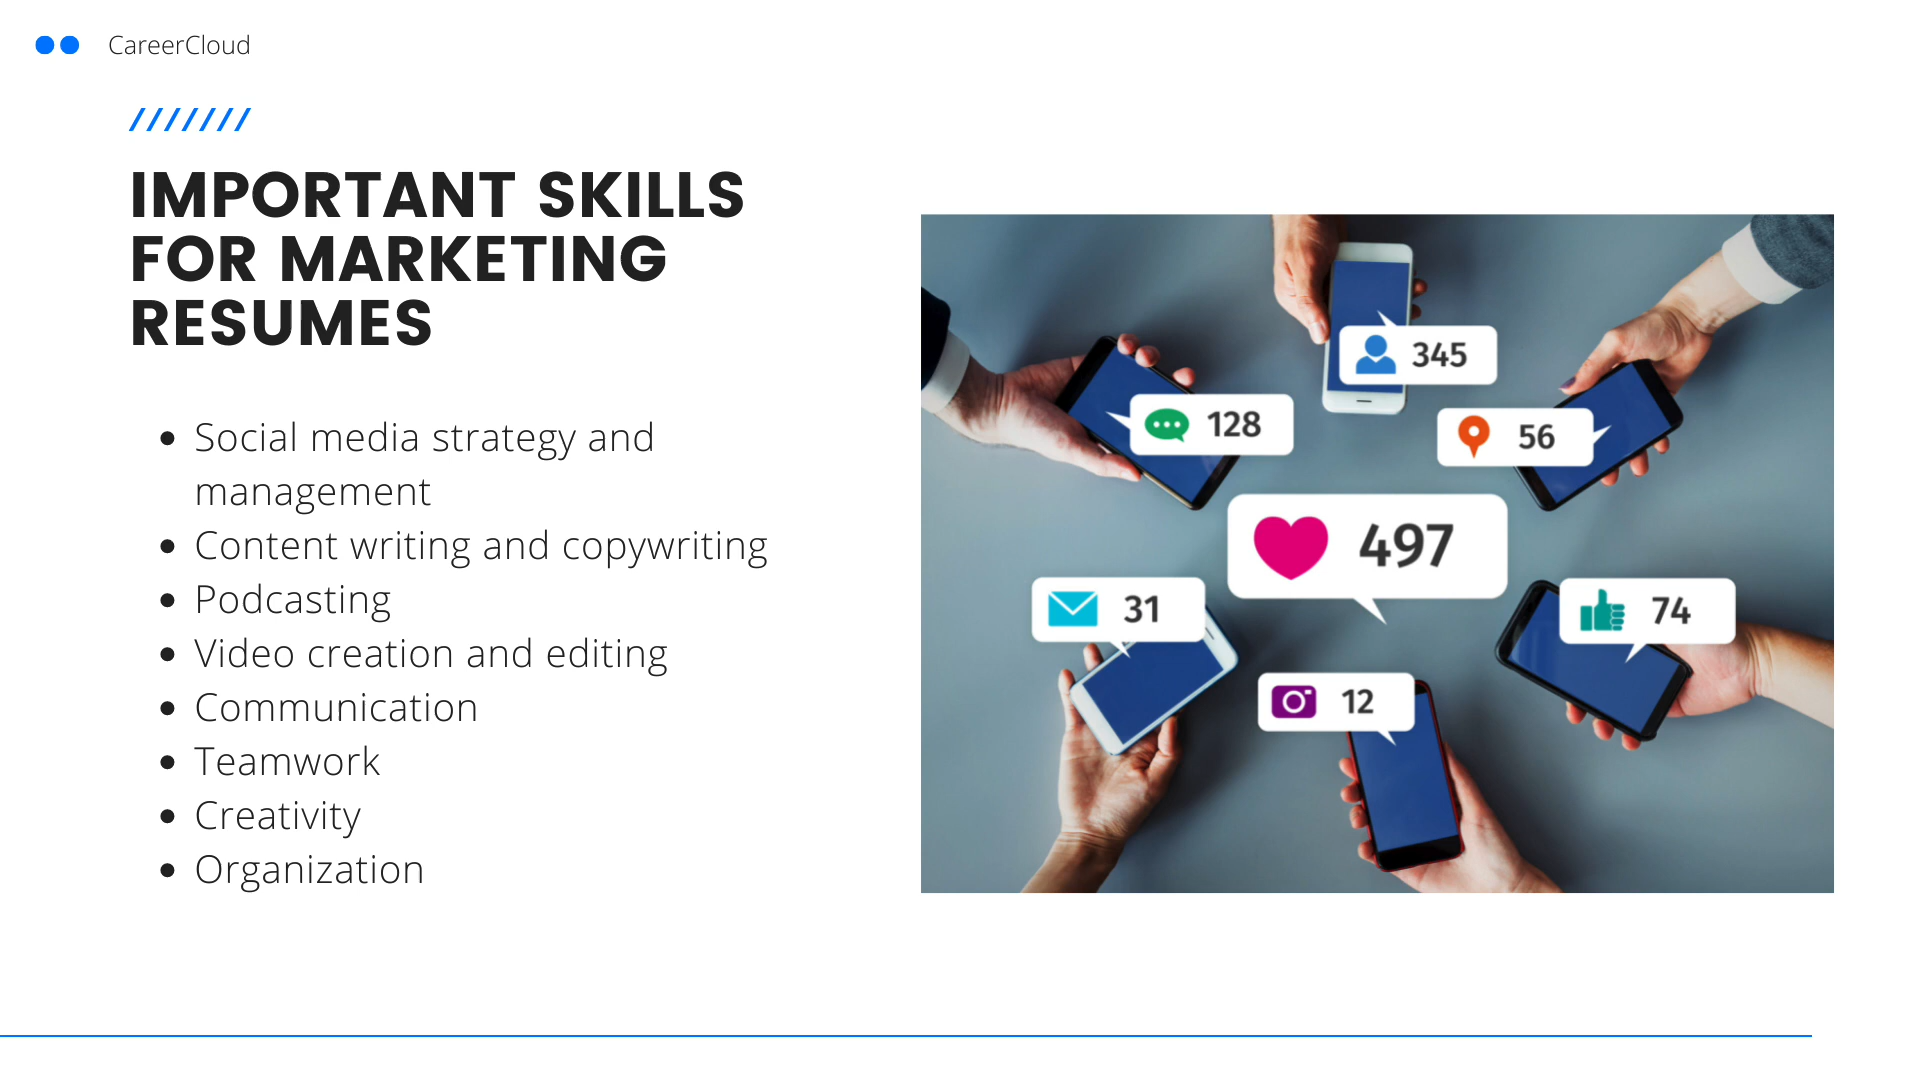 CareerCloud
///////
IMPORTANT SKILLS
FOR MARKETING
RESUMES
• Social media strategy and
management
• Content writing and copywriting
• Podcasting
• Video creation and editing
• Communication
• Teamwork
• Creativity
• Organization
345
128
56
497
31
74
12